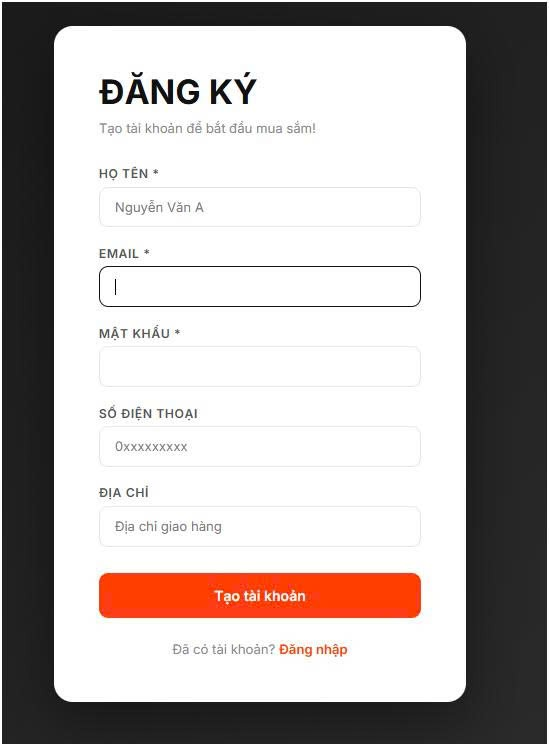 ĐĂNG KÝ
Tạo tài khoản để bắt đầu mua sắm!
HỌ TÊN *
Nguyễn Văn A
EMAIL *
MẬT KHẨU *
SỐ ĐIỆN THOẠI
0xxxxxxxxx
ĐỊA CHỈ
Địa chỉ giao hàng
Tạo tài khoản
Đã có tài khoản? Đăng nhập